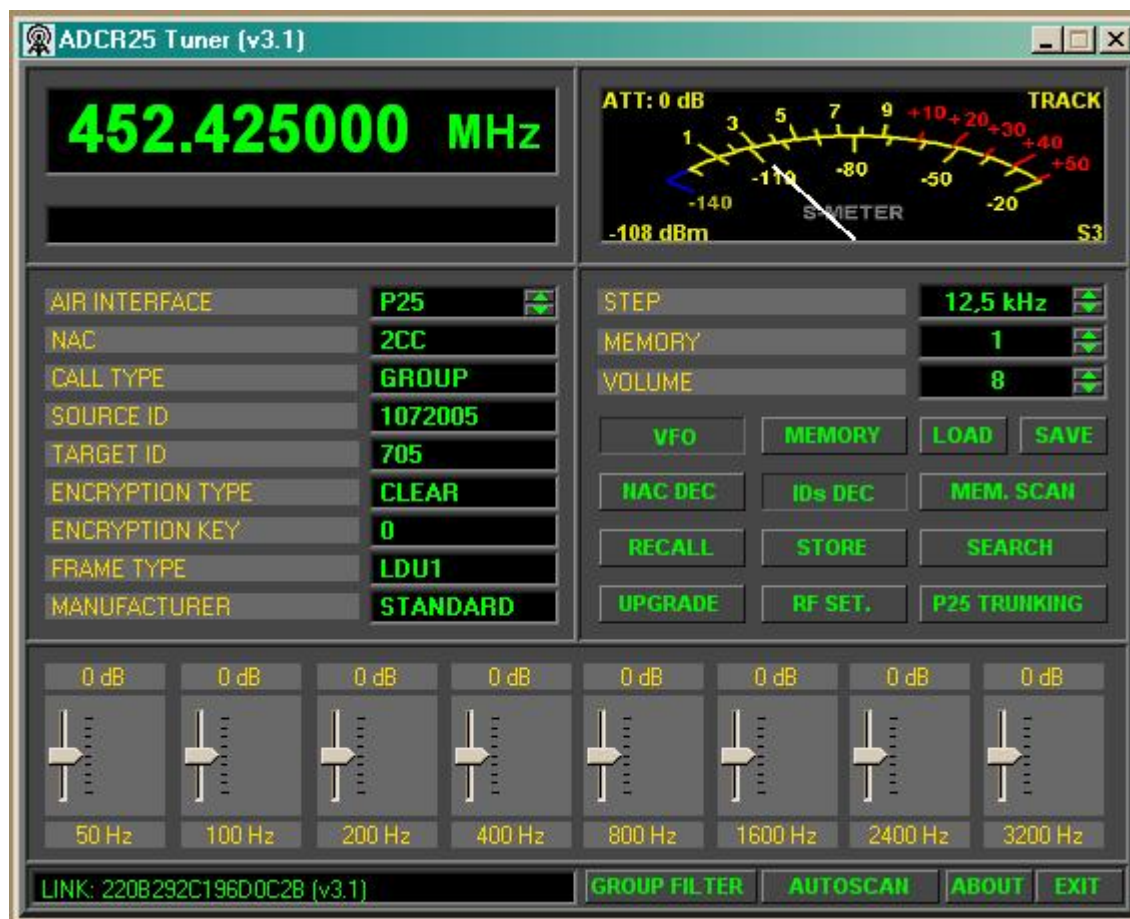 ADCR25 Tuner (v3.1)
452.425000 MHz
ATT: 0 dB
TRACK
1 3 5 7 9 +10 +20 +30 +40 +50
-140 -110 -80 -50 -20
S-METER
-108 dBm
S3
AIR INTERFACE P25
NAC 2CC
CALL TYPE GROUP
SOURCE ID 1072005
TARGET ID 705
ENCRYPTION TYPE CLEAR
ENCRYPTION KEY 0
FRAME TYPE LDU1
MANUFACTURER STANDARD
STEP 12,5 kHz
MEMORY 1
VOLUME 8
VFO MEMORY LOAD SAVE
NAC DEC IDs DEC MEM. SCAN
RECALL STORE SEARCH
UPGRADE RF SET. P25 TRUNKING
0 dB 0 dB 0 dB 0 dB 0 dB 0 dB 0 dB 0 dB
50 Hz 100 Hz 200 Hz 400 Hz 800 Hz 1600 Hz 2400 Hz 3200 Hz
LINK: 220B292C196D0C2B (v3.1)
GROUP FILTER AUTOSCAN ABOUT EXIT